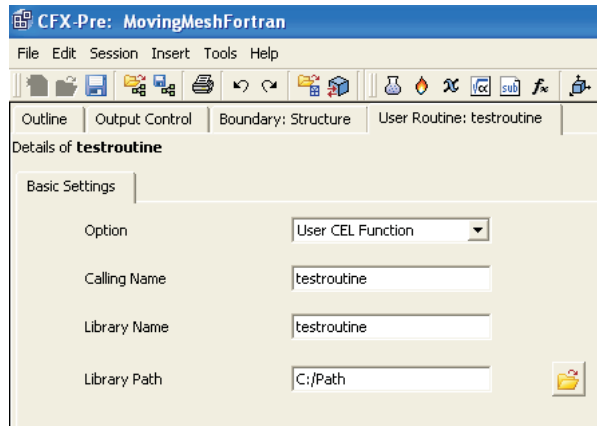 CFX-Pre: MovingMeshFortran
File Edit Session Insert Tools Help
x √α sub f∞
Outline Output Control Boundary: Structure User Routine: testroutine
Details of testroutine
Basic Settings
Option User CEL Function
Calling Name testroutine
Library Name testroutine
Library Path C:/Path